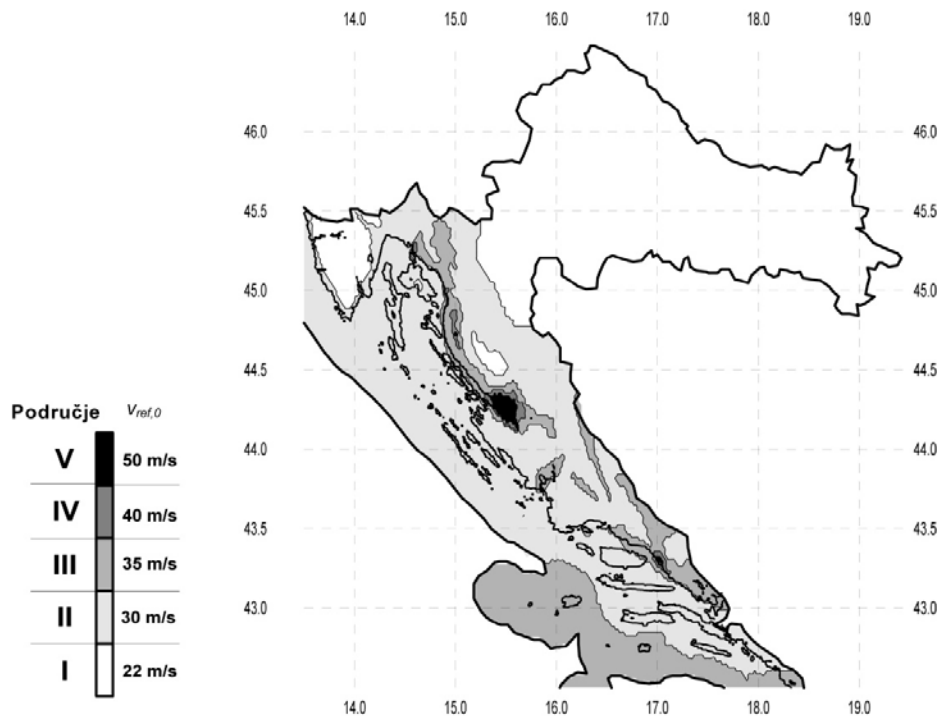 14.0 15.0 16.0 17.0 18.0 19.0
46.0 46.0
45.5 45.5
45.0 45.0
44.5 44.5
44.0 44.0
43.5 43.5
43.0 43.0
14.0 15.0 16.0 17.0 18.0 19.0
Područje vref,0
V 50 m/s
IV 40 m/s
III 35 m/s
II 30 m/s
I 22 m/s